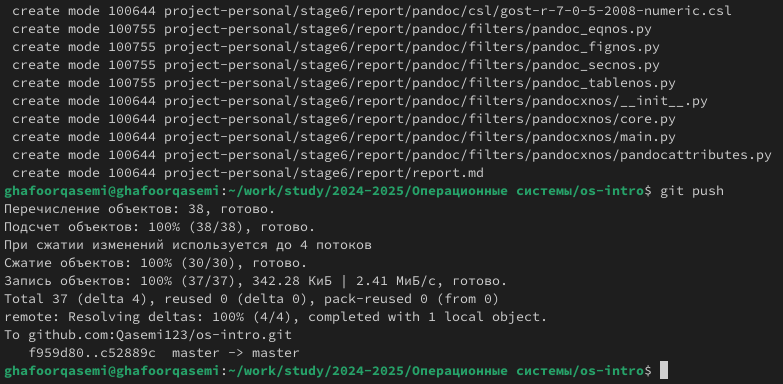 create mode 100644 project-personal/stage6/report/pandoc/csl/gost-r-7-0-5-2008-numeric.csl
create mode 100755 project-personal/stage6/report/pandoc/filters/pandoc_eqnos.py
create mode 100755 project-personal/stage6/report/pandoc/filters/pandoc_fignos.py
create mode 100755 project-personal/stage6/report/pandoc/filters/pandoc_secnos.py
create mode 100755 project-personal/stage6/report/pandoc/filters/pandoc_tablenos.py
create mode 100644 project-personal/stage6/report/pandoc/filters/pandocxnos/__init__.py
create mode 100644 project-personal/stage6/report/pandoc/filters/pandocxnos/core.py
create mode 100644 project-personal/stage6/report/pandoc/filters/pandocxnos/main.py
create mode 100644 project-personal/stage6/report/pandoc/filters/pandocxnos/pandocattributes.py
create mode 100644 project-personal/stage6/report/report.md
ghafoorqasemi@ghafoorqasemi:~/work/study/2024-2025/Операционные системы/os-intro$ git push
Перечисление объектов: 38, готово.
Подсчет объектов: 100% (38/38), готово.
При сжатии изменений используется до 4 потоков
Сжатие объектов: 100% (30/30), готово.
Запись объектов: 100% (37/37), 342.28 КиБ | 2.41 МиБ/с, готово.
Total 37 (delta 4), reused 0 (delta 0), pack-reused 0 (from 0)
remote: Resolving deltas: 100% (4/4), completed with 1 local object.
To github.com:Qasemi123/os-intro.git
f959d80..c52889c  master -> master
ghafoorqasemi@ghafoorqasemi:~/work/study/2024-2025/Операционные системы/os-intro$